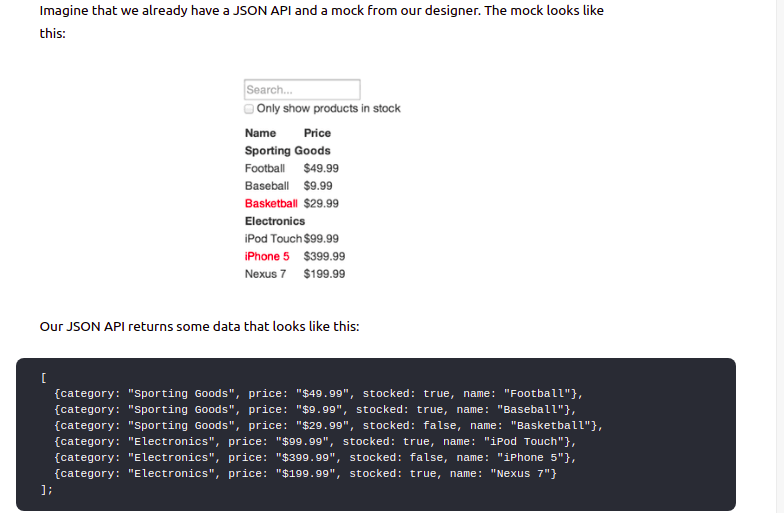 Imagine that we already have a JSON API and a mock from our designer. The mock looks like
this:
Search...
Only show products in stock
Name Price
Sporting Goods
Football $49.99
Baseball $9.99
Basketball $29.99
Electronics
iPod Touch $99.99
iPhone 5 $399.99
Nexus 7 $199.99
Our JSON API returns some data that looks like this:
[
  {category: "Sporting Goods", price: "$49.99", stocked: true, name: "Football"},
  {category: "Sporting Goods", price: "$9.99", stocked: true, name: "Baseball"},
  {category: "Sporting Goods", price: "$29.99", stocked: false, name: "Basketball"},
  {category: "Electronics", price: "$99.99", stocked: true, name: "iPod Touch"},
  {category: "Electronics", price: "$399.99", stocked: false, name: "iPhone 5"},
  {category: "Electronics", price: "$199.99", stocked: true, name: "Nexus 7"}
];